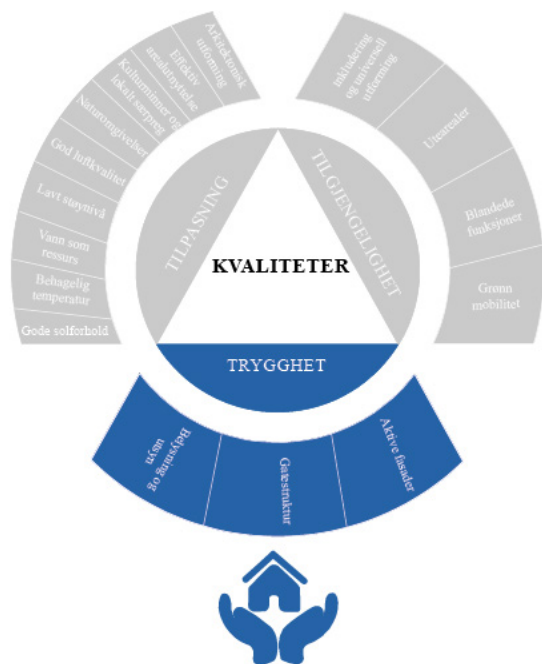 Arkitektonisk
utforming
Effektiv
arealutnyttelse
Kulturminner og
lokalt særpreg
Naturomgivelser
God luftkvalitet
Lavt støynivå
Vann som
ressurs
Behagelig
temperatur
Gode solforhold
Inkludering
og universell
utforming
Utearealer
Blandede
funksjoner
Grønn
mobilitet
TILPASNING
TILGJENGELIGHET
KVALITETER
TRYGGHET
Belysning og
utsyn
Gatestruktur
Aktive fasader